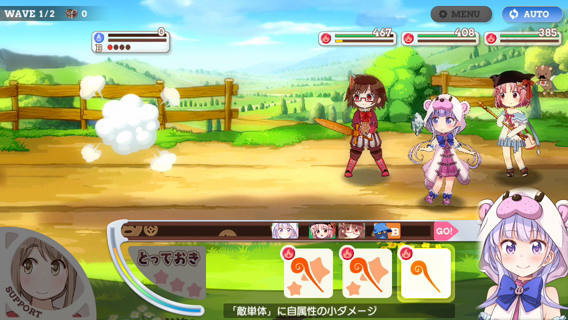 WAVE 1/2 0
MENU
AUTO
0
B
467
408
385
B
GO!
とっておき
SUPPORT
「敵単体」に自属性の小ダメージ